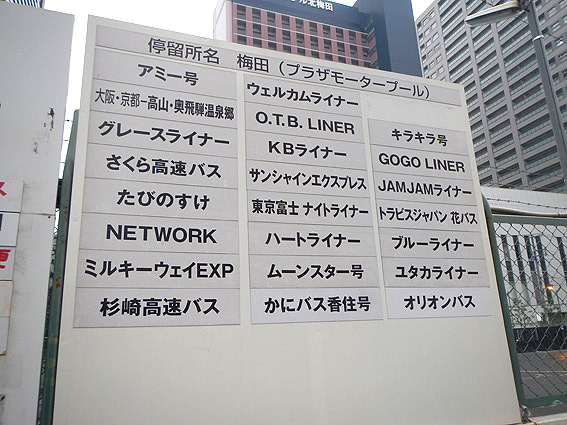 ル北梅田
停留所名 梅田（プラザモータープール）
アミー号
大阪・京都ー高山・奥飛騨温泉郷
グレースライナー
さくら高速バス
たびのすけ
NETWORK
ミルキーウェイEXP
杉崎高速バス
ウェルカムライナー
O.T.B. LINER
KBライナー
サンシャインエクスプレス
東京富士 ナイトライナー
ハートライナー
ムーンスター号
かにバス香住号
キラキラ号
GOGO LINER
JAMJAMライナー
トラビスジャパン 花バス
ブルーライナー
ユタカライナー
オリオンバス
ス